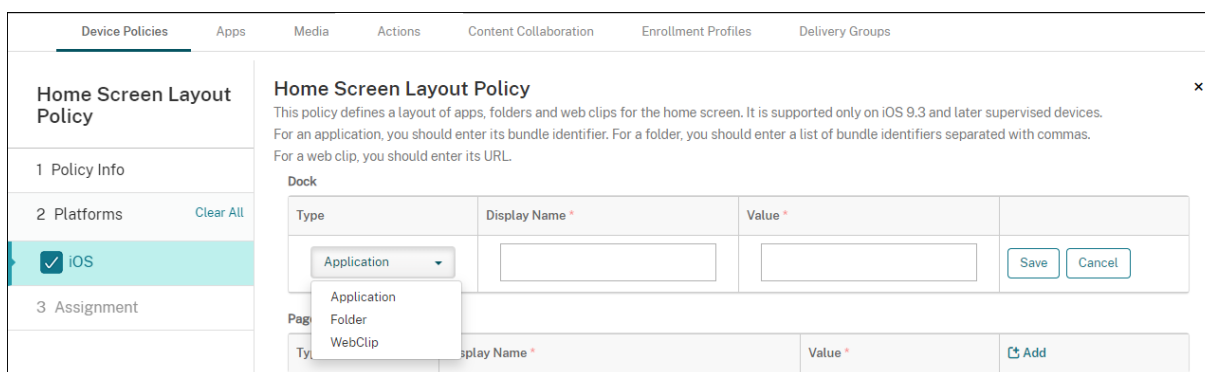 Device Policies Apps Media Actions Content Collaboration Enrollment Profiles Delivery Groups
Home Screen Layout
Policy
1 Policy Info
2 Platforms Clear All
iOS
3 Assignment
Home Screen Layout Policy
This policy defines a layout of apps, folders and web clips for the home screen. It is supported only on iOS 9.3 and later supervised devices.
For an application, you should enter its bundle identifier. For a folder, you should enter a list of bundle identifiers separated with commas.
For a web clip, you should enter its URL.
Dock
Type Display Name * Value *
Application Save Cancel
Application
Folder
WebClip
Value * Add